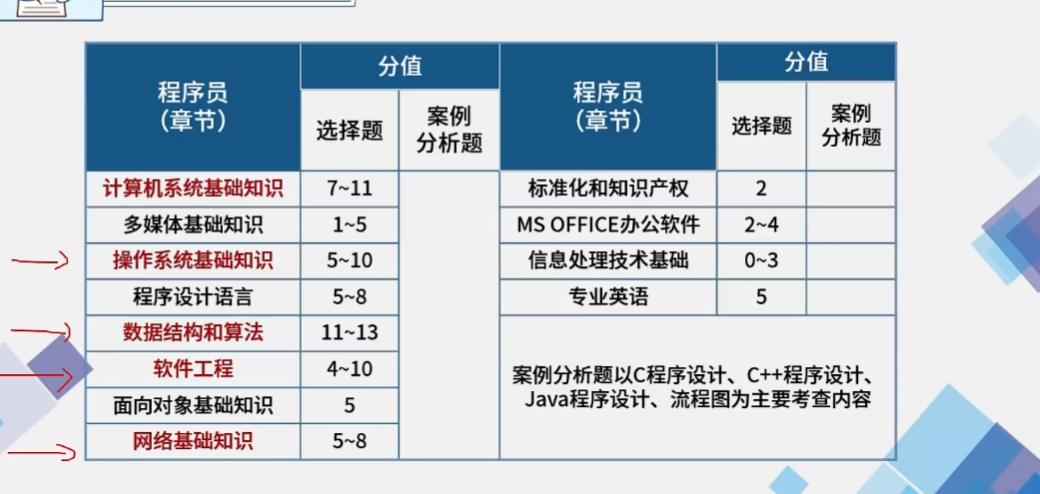 程序员
（章节）
分值
程序员
（章节）
分值
选择题
案例
分析题
选择题
案例
分析题
计算机系统基础知识 7~11 标准化和知识产权 2
多媒体基础知识 1~5 MS OFFICE办公软件 2~4
操作系统基础知识 5~10 信息处理技术基础 0~3
程序设计语言 5~8 专业英语 5
数据结构和算法 11~13
软件工程 4~10
面向对象基础知识 5
网络基础知识 5~8
案例分析题以C程序设计、C++程序设计、
Java程序设计、流程图为主要考查内容